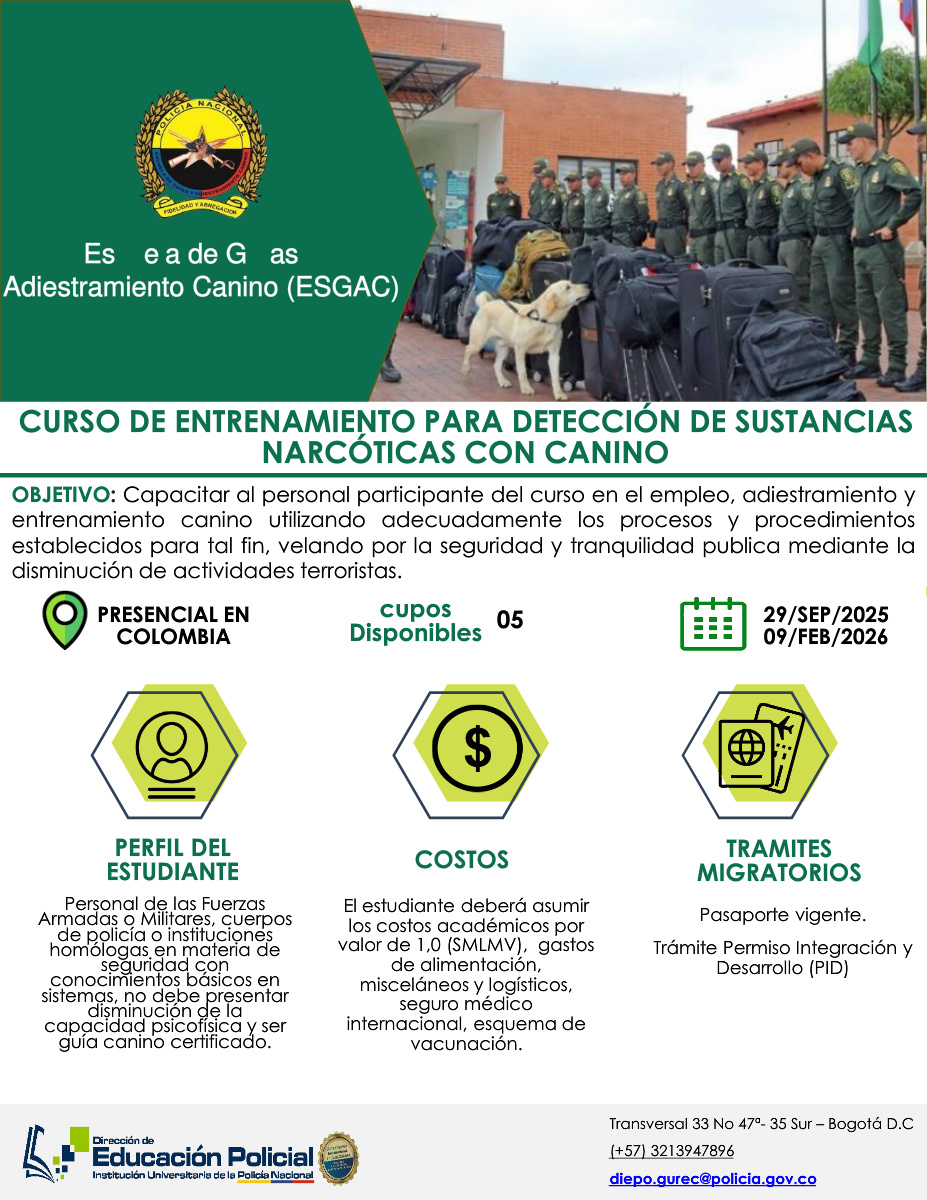 POLICIA NACIONAL
FIDELIDAD Y ABNEGACION
Es e a de G as
Adiestramiento Canino (ESGAC)
CURSO DE ENTRENAMIENTO PARA DETECCIÓN DE SUSTANCIAS
NARCÓTICAS CON CANINO
OBJETIVO: Capacitar al personal participante del curso en el empleo, adiestramiento y
entrenamiento canino utilizando adecuadamente los procesos y procedimientos
establecidos para tal fin, velando por la seguridad y tranquilidad publica mediante la
disminución de actividades terroristas.
PRESENCIAL EN
COLOMBIA
cupos
Disponibles
05
29/SEP/2025
09/FEB/2026
$
PERFIL DEL
ESTUDIANTE
Personal de las Fuerzas
Armadas o Militares, cuerpos
de policía o instituciones
homólogas en materia de
seguridad con
conocimientos básicos en
sistemas, no debe presentar
disminución de la
capacidad psicofísica y ser
guía canino certificado.
COSTOS
El estudiante deberá asumir
los costos académicos por
valor de 1,0 (SMLMV), gastos
de alimentación,
misceláneos y logísticos,
seguro médico
internacional, esquema de
vacunación.
TRAMITES
MIGRATORIOS
Pasaporte vigente.
Trámite Permiso Integración y
Desarrollo (PID)
Dirección de
Educación Policial
Institución Universitaria de la Policía Nacional
Transversal 33 No 47ª- 35 Sur – Bogotá D.C
(+57) 3213947896
diepo.gurec@policia.gov.co